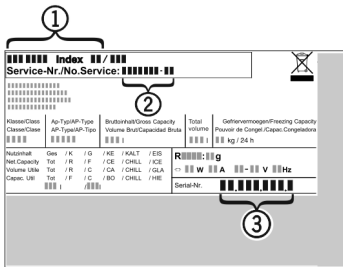 1
Index /
Service-Nr./No.Service: -
2
Klasse/Class
Classe/Clase
Ap-Typ/AP-Type
AP-Type/AP-Tipo
Bruttoinhalt/Gross Capacity
Volume Brut/Capacidad Bruta
Total
volume
Gefriervermoegen/Freezing Capacity
Pouvoir de Congel./Capac.Congeladora
kg / 24 h
Nutzinhalt Ges / K / G / KE / KALT / EIS
Net.Capacity Tot / R / F / CE / CHILL / ICE
Volume Utile Tot / R / C / CA / CHILL / GLA
Capac. Util Tot / F / C / BO / CHILL / HIE
l / l
R : g
W A - V Hz
Serial-Nr. . . .
3